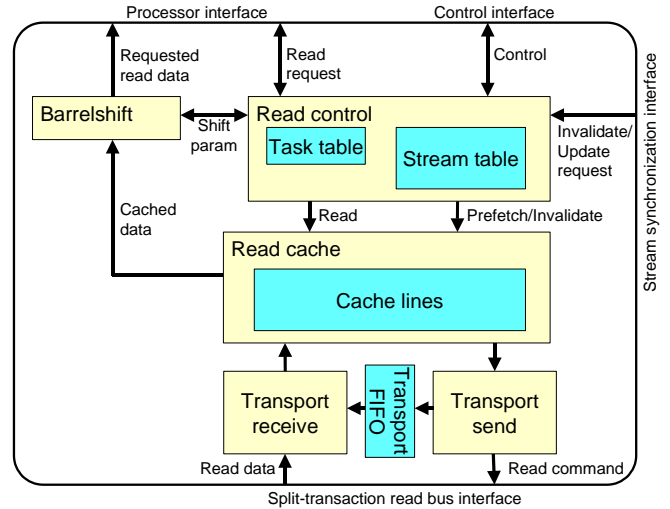 Processor interface
Control interface
Requested
read data
Read
request
Control
Barrelshift
Read control
Shift
param
Task table
Stream table
Invalidate/
Update
request
Stream synchronization interface
Cached
data
Read
Prefetch/Invalidate
Read cache
Cache lines
Transport
receive
Transport
FIFO
Transport
send
Read data
Read command
Split-transaction read bus interface